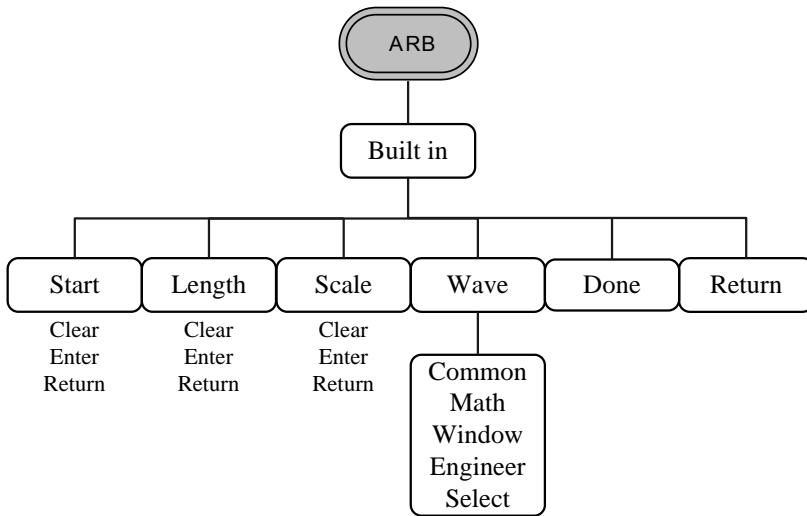 ARB
Built in
Start
Length
Scale
Wave
Done
Return
Clear
Enter
Return
Clear
Enter
Return
Clear
Enter
Return
Common
Math
Window
Engineer
Select